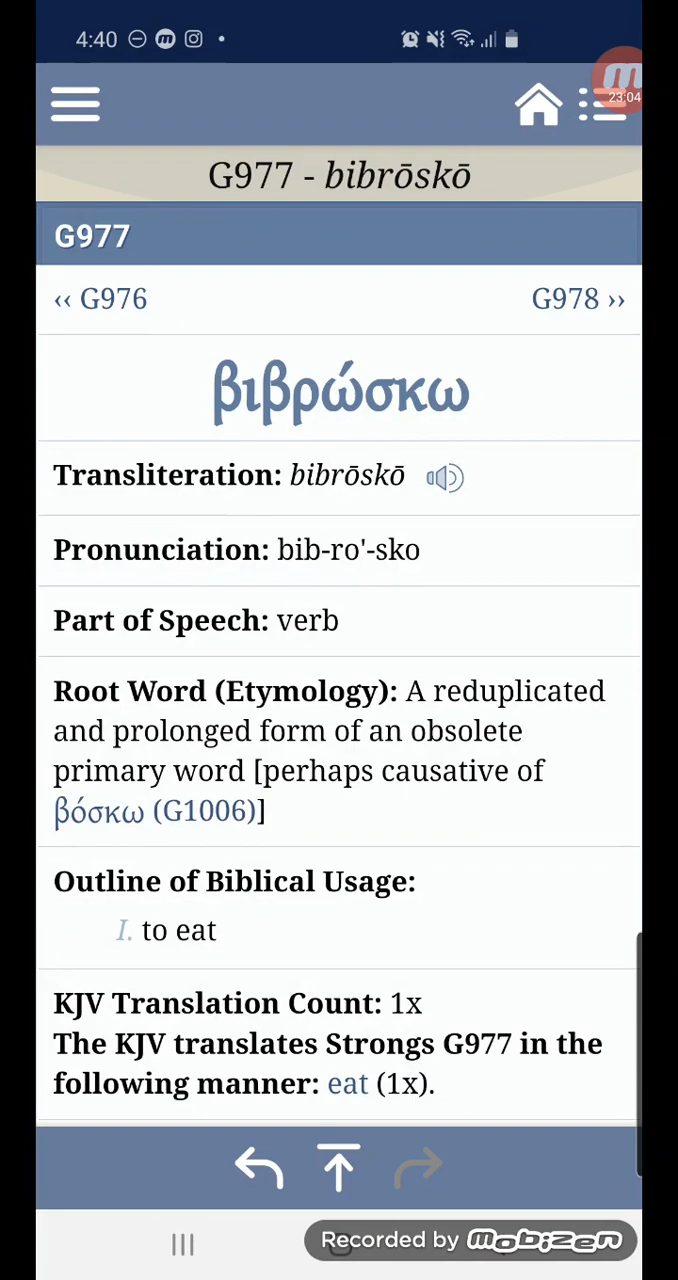 4:40
23:04
G977 - bibrōskō
G977
‹‹ G976
G978 ››
βιβρώσκω
Transliteration: bibrōskō
Pronunciation: bib-ro'-sko
Part of Speech: verb
Root Word (Etymology): A reduplicated
and prolonged form of an obsolete
primary word [perhaps causative of
βόσκω (G1006)]
Outline of Biblical Usage:
I. to eat
KJV Translation Count: 1x
The KJV translates Strongs G977 in the
following manner: eat (1x).
Recorded by mobizen